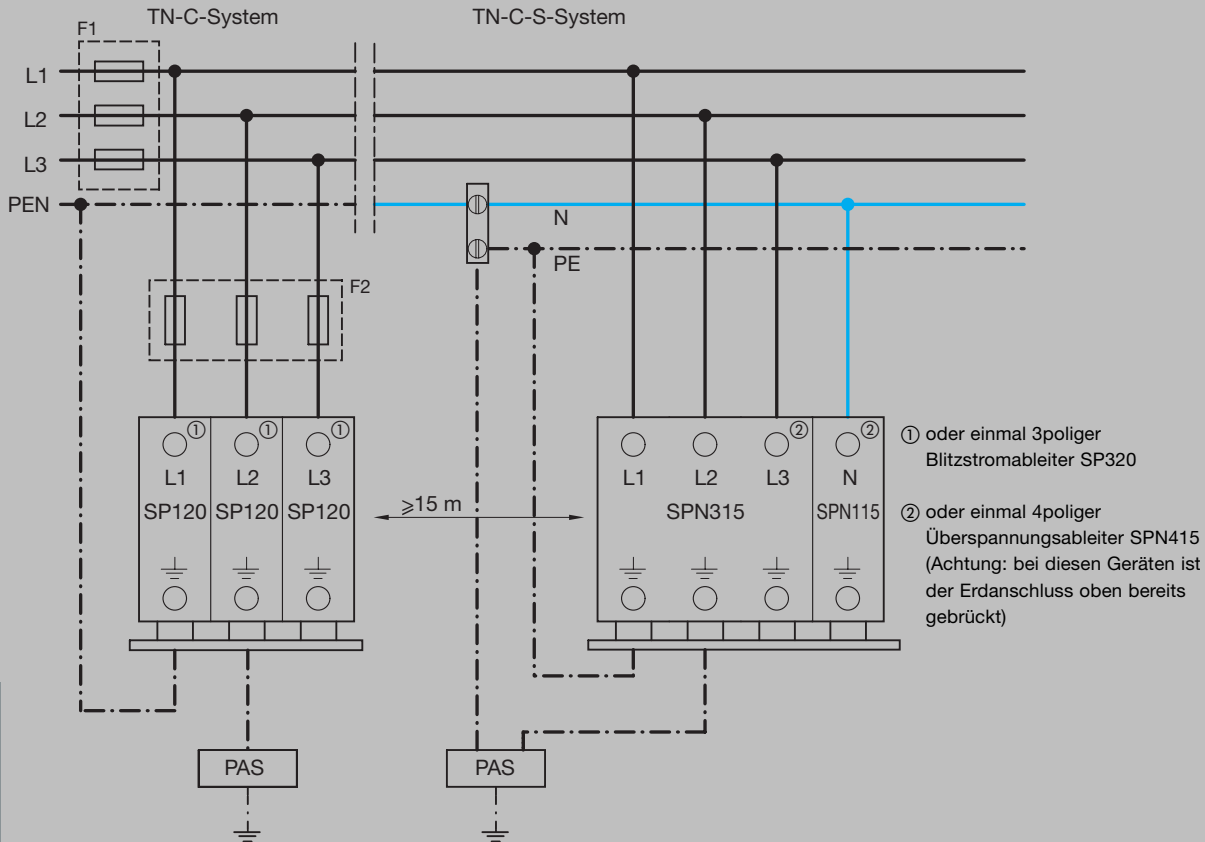 TN-C-System
TN-C-S-System
F1
L1
L2
L3
PEN
N
PE
F2
① ① ①
L1 L2 L3
SP120 SP120 SP120
⩾15 m
② ②
L1 L2 L3 N
SPN315 SPN115
① oder einmal 3poliger
Blitzstromableiter SP320
② oder einmal 4poliger
Überspannungsableiter SPN415
(Achtung: bei diesen Geräten ist
der Erdanschluss oben bereits
gebrückt)
PAS
PAS